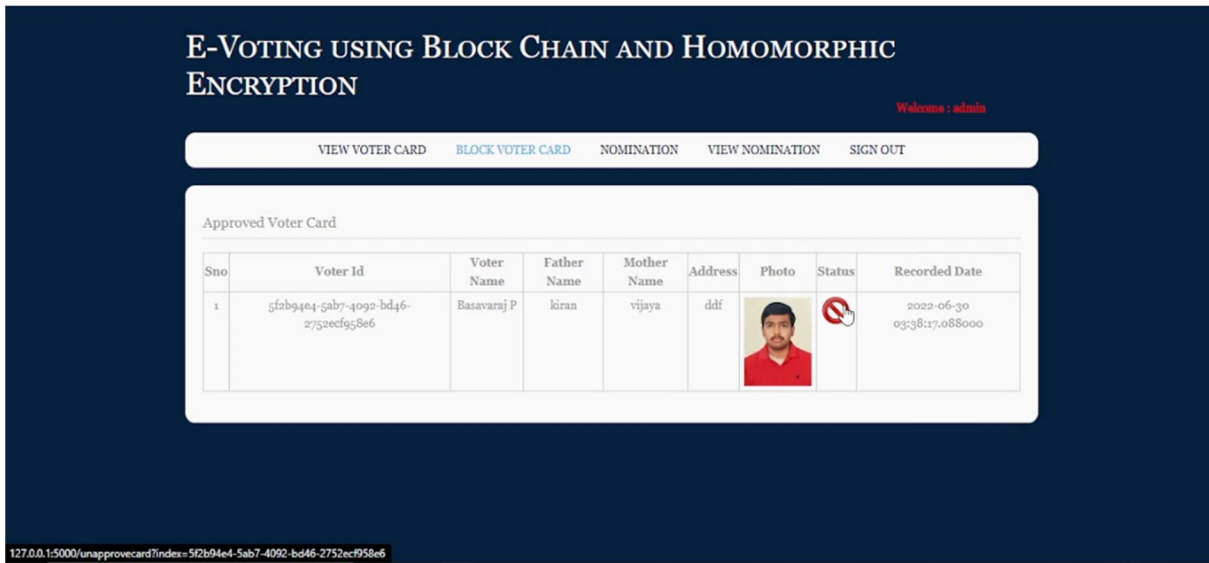 E-Voting using Block Chain and Homomorphic
Encryption
Welcome : admin
VIEW VOTER CARD BLOCK VOTER CARD NOMINATION VIEW NOMINATION SIGN OUT
Approved Voter Card
Sno Voter Id Voter Name Father Name Mother Name Address Photo Status Recorded Date
1 5f2b94e4-5ab7-4092-bd46-2752ecf958e6 Basavaraj P kiran vijaya ddf 2022-06-30 03:38:17.088000
127.0.0.1:5000/unapprovecard?index=5f2b94e4-5ab7-4092-bd46-2752ecf958e6